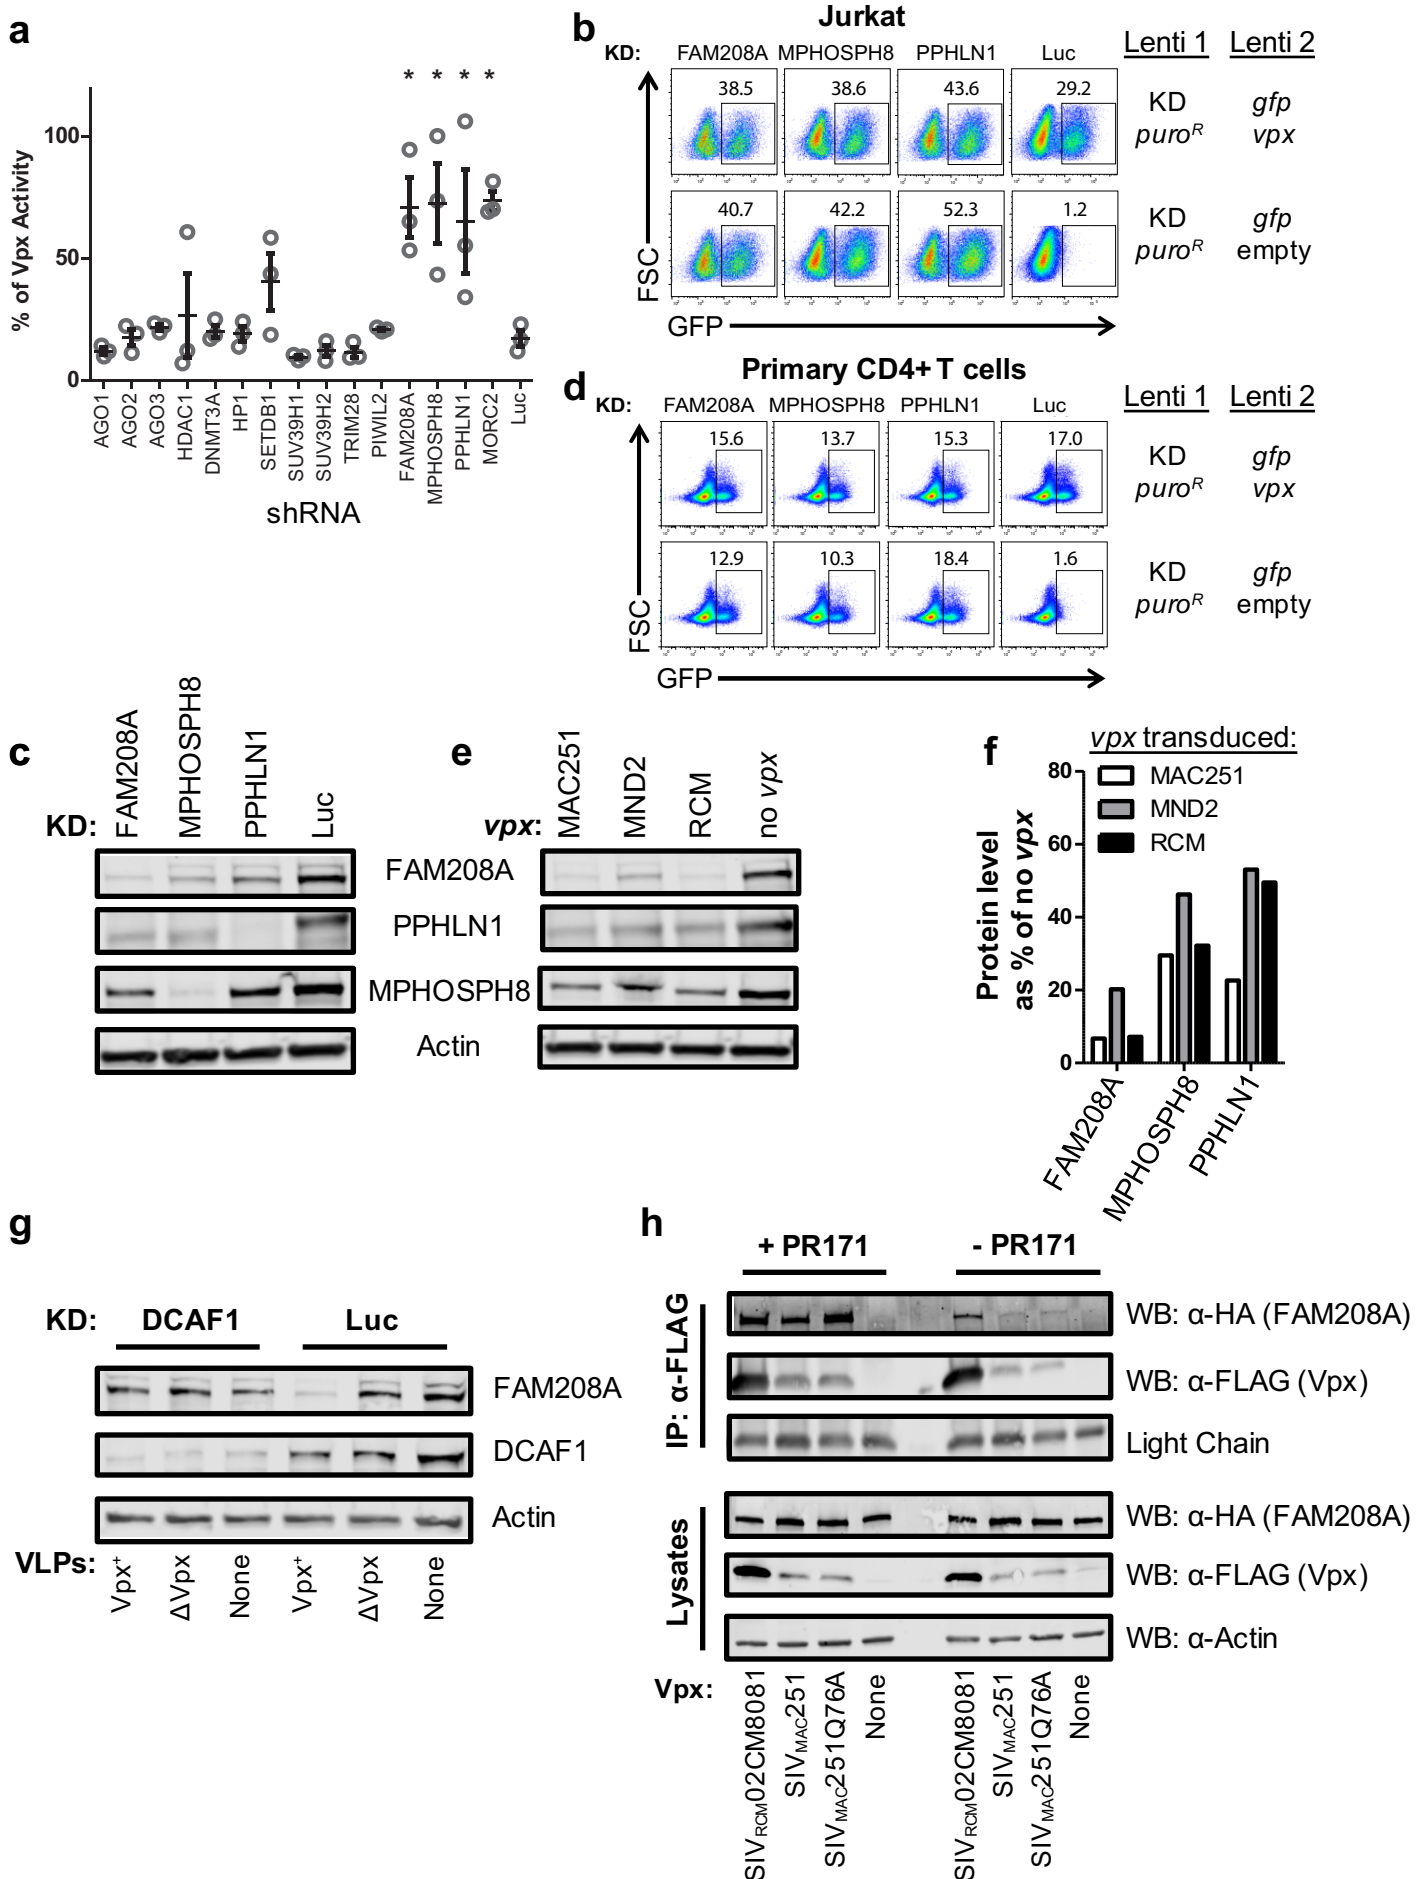 a
% of Vpx Activity
100
50
0
* * * *
AGO1
AGO2
AGO3
HDAC1
DNMT3A
HP1
SETDB1
SUV39H1
SUV39H2
TRIM28
PIWIL2
FAM208A
MPHOSPH8
PPHLN1
MORC2
Luc
shRNA
b
Jurkat
KD: FAM208A MPHOSPH8 PPHLN1 Luc
Lenti 1 Lenti 2
38.5 38.6 43.6 29.2
KD gfp
puroR vpx
40.7 42.2 52.3 1.2
KD gfp
puroR empty
FSC
GFP
d
Primary CD4+ T cells
KD: FAM208A MPHOSPH8 PPHLN1 Luc
Lenti 1 Lenti 2
15.6 13.7 15.3 17.0
KD gfp
puroR vpx
12.9 10.3 18.4 1.6
KD gfp
puroR empty
FSC
GFP
c
KD: FAM208A MPHOSPH8 PPHLN1 Luc
e
vpx: MAC251 MND2 RCM no vpx
FAM208A
PPHLN1
MPHOSPH8
Actin
f
vpx transduced:
MAC251
MND2
RCM
Protein level
as % of no vpx
80
60
40
20
0
FAM208A
MPHOSPH8
PPHLN1
g
KD: DCAF1 Luc
FAM208A
DCAF1
Actin
VLPs: Vpx+ ΔVpx None Vpx+ ΔVpx None
h
+ PR171 - PR171
IP: α-FLAG
WB: α-HA (FAM208A)
WB: α-FLAG (Vpx)
Light Chain
Lysates
WB: α-HA (FAM208A)
WB: α-FLAG (Vpx)
WB: α-Actin
Vpx: SIVRCM02CM8081 SIVMAC251 SIVMAC251Q76A None SIVRCM02CM8081 SIVMAC251 SIVMAC251Q76A None